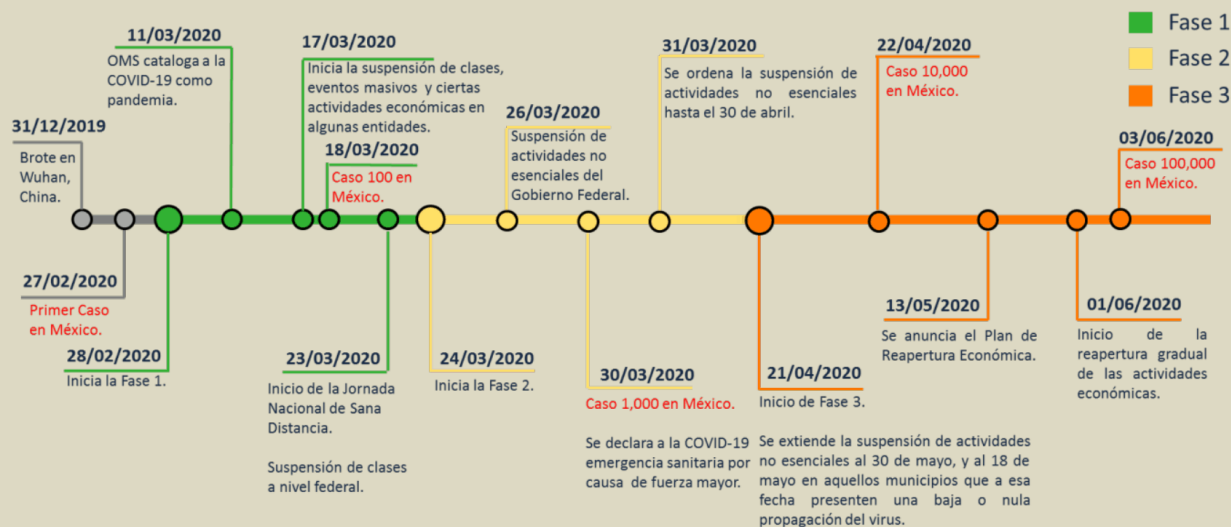 11/03/2020
OMS cataloga a la
COVID-19 como
pandemia.
17/03/2020
Inicia la suspensión de clases,
eventos masivos y ciertas
actividades económicas en
algunas entidades.
31/03/2020
Se ordena la suspensión de
actividades no esenciales
hasta el 30 de abril.
22/04/2020
Caso 10,000
en México.
Fase 1
Fase 2
Fase 3
31/12/2019
Brote en
Wuhan,
China.
18/03/2020
Caso 100 en
México.
26/03/2020
Suspensión de
actividades no
esenciales del
Gobierno Federal.
03/06/2020
Caso 100,000
en México.
27/02/2020
Primer Caso
en México.
28/02/2020
Inicia la Fase 1.
23/03/2020
Inicio de la Jornada
Nacional de Sana
Distancia.
Suspensión de clases
a nivel federal.
24/03/2020
Inicia la Fase 2.
30/03/2020
Caso 1,000 en México.
Se declara a la COVID-19
emergencia sanitaria por
causa de fuerza mayor.
21/04/2020
Inicio de Fase 3.
Se extiende la suspensión de actividades
no esenciales al 30 de mayo, y al 18 de
mayo en aquellos municipios que a esa
fecha presenten una baja o nula
propagación del virus.
13/05/2020
Se anuncia el Plan de
Reapertura Económica.
01/06/2020
Inicio de la
reapertura gradual
de las actividades
económicas.